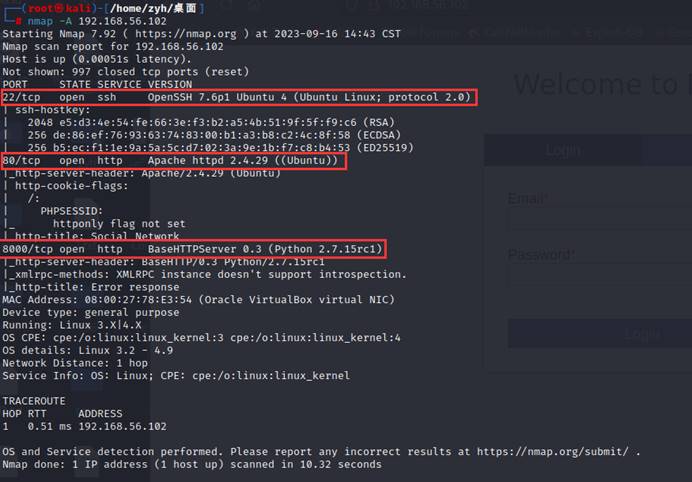 (root㉿kali)-[/home/zyh/桌面]
# nmap -A 192.168.56.102
Starting Nmap 7.92 ( https://nmap.org ) at 2023-09-16 14:43 CST
Nmap scan report for 192.168.56.102
Host is up (0.00051s latency).
Not shown: 997 closed tcp ports (reset)
PORT     STATE SERVICE VERSION
22/tcp   open  ssh     OpenSSH 7.6p1 Ubuntu 4 (Ubuntu Linux; protocol 2.0)
| ssh-hostkey:
|   2048 e5:d3:4e:54:fe:66:3e:f3:b2:a5:4b:51:9f:5f:f9:c6 (RSA)
|   256 de:86:ef:76:93:63:74:83:00:b1:a3:b8:c2:4c:8f:58 (ECDSA)
|_  256 b5:ec:f1:1e:9a:5a:5c:d7:02:3a:9e:1b:f7:c8:b4:53 (ED25519)
80/tcp   open  http    Apache httpd 2.4.29 ((Ubuntu))
|_http-server-header: Apache/2.4.29 (Ubuntu)
| http-cookie-flags:
|   /:
|     PHPSESSID:
|_      httponly flag not set
|_http-title: Social Network
8000/tcp open  http    BaseHTTPServer 0.3 (Python 2.7.15rc1)
|_http-server-header: BaseHTTP/0.3 Python/2.7.15rc1
|_xmlrpc-methods: XMLRPC instance doesn't support introspection.
|_http-title: Error response
MAC Address: 08:00:27:78:E3:54 (Oracle VirtualBox virtual NIC)
Device type: general purpose
Running: Linux 3.X|4.X
OS CPE: cpe:/o:linux:linux_kernel:3 cpe:/o:linux:linux_kernel:4
OS details: Linux 3.2 - 4.9
Network Distance: 1 hop
Service Info: OS: Linux; CPE: cpe:/o:linux:linux_kernel
TRACEROUTE
HOP RTT     ADDRESS
1   0.51 ms 192.168.56.102
OS and Service detection performed. Please report any incorrect results at https://nmap.org/submit/ .
Nmap done: 1 IP address (1 host up) scanned in 10.32 seconds
192.168.56.102
Welcome to
Login
Email*
Password*
Login